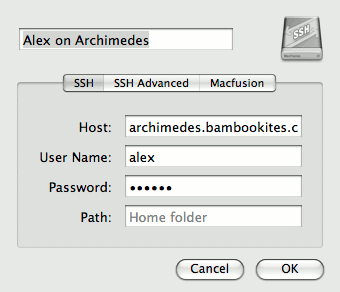 Alex on Archimedes
SSH
SSH SSH Advanced Macfusion
Host: archimedes.bambookites.c
User Name: alex
Password: ••••••
Path: Home folder
Cancel OK